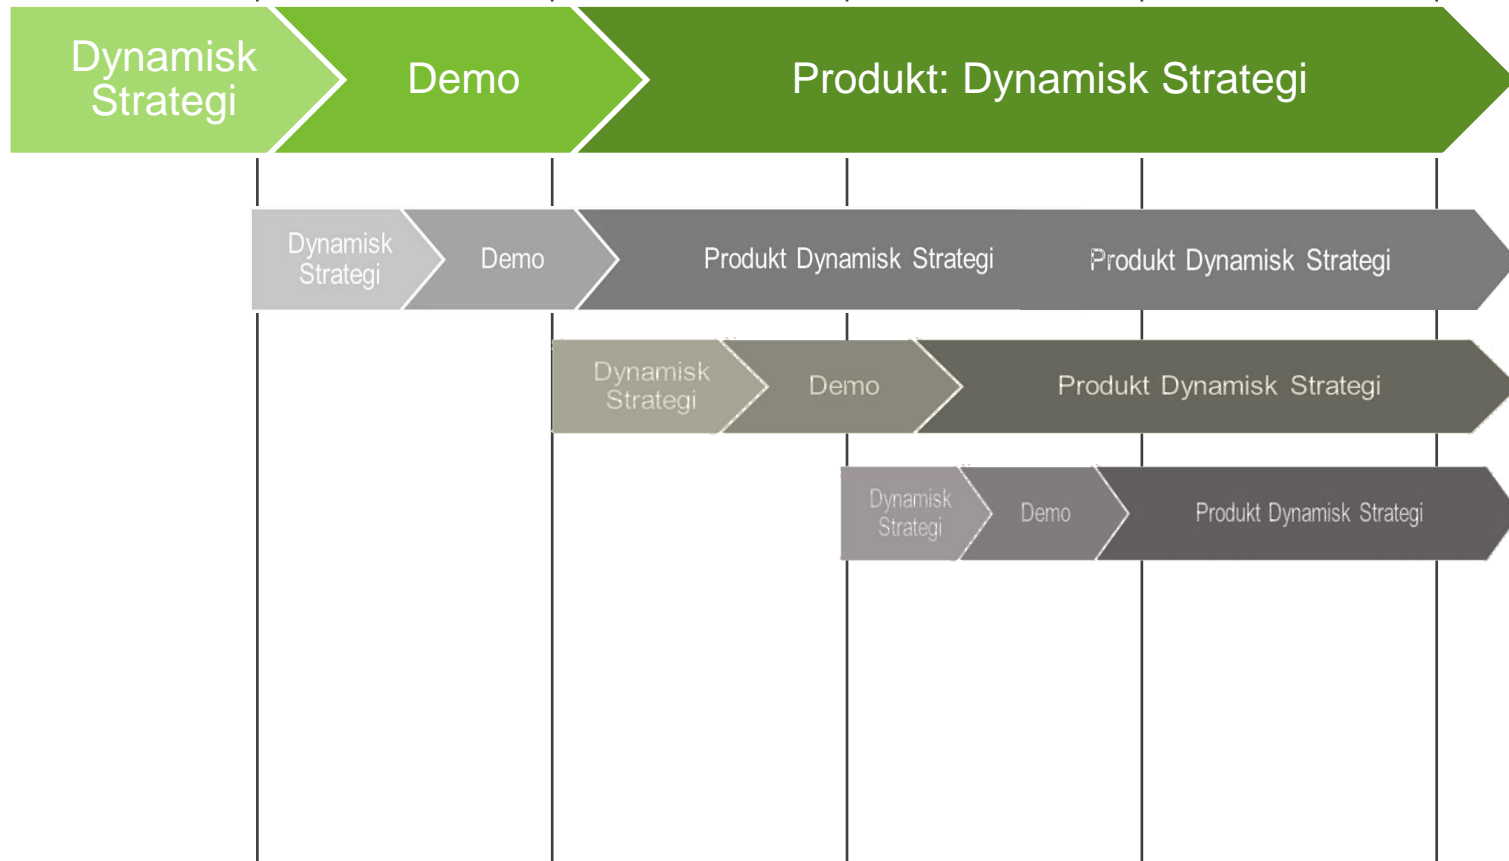 Dynamisk
Strategi
Demo
Produkt: Dynamisk Strategi
Dynamisk
Strategi
Demo
Produkt Dynamisk Strategi
Produkt Dynamisk Strategi
Dynamisk
Strategi
Demo
Produkt Dynamisk Strategi
Dynamisk
Strategi
Demo
Produkt Dynamisk Strategi